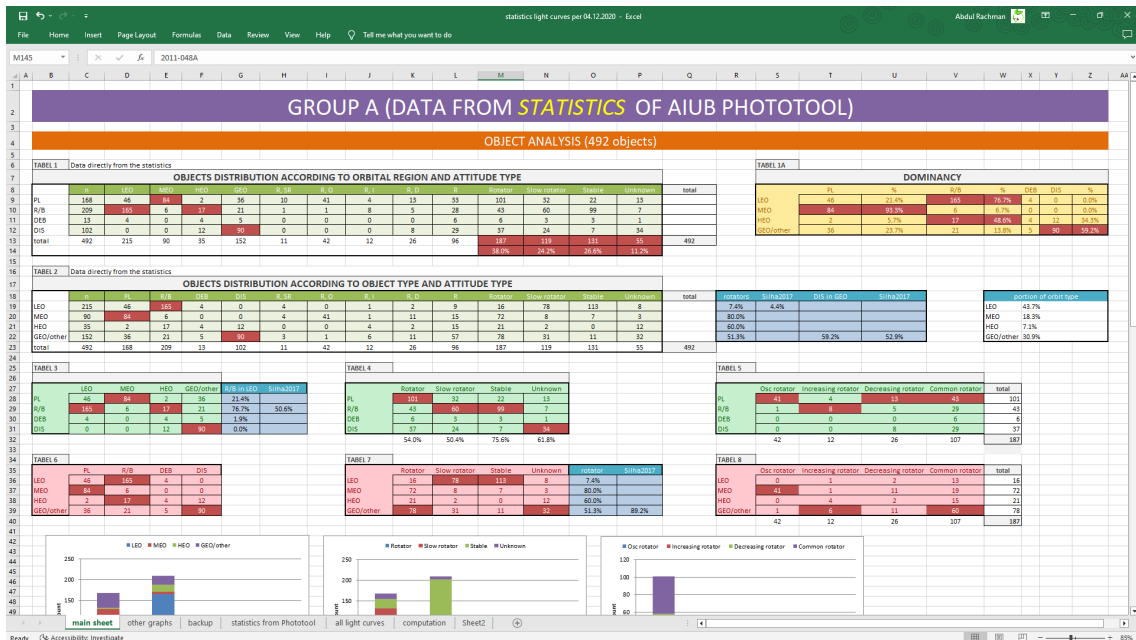 statistics light curves per 04.12.2020 - Excel
Abdul Rachman
File Home Insert Page Layout Formulas Data Review View Help Tell me what you want to do
M145 fx 2011-048A
A B C D E F G H I J K L M N O P Q R S T U V W X Y Z AA
GROUP A (DATA FROM STATISTICS OF AIUB PHOTOTOOL)
OBJECT ANALYSIS (492 objects)
TABEL 1 Data directly from the statistics
OBJECTS DISTRIBUTION ACCORDING TO ORBITAL REGION AND ATTITUDE TYPE
n LEO MEO HEO GEO R, SR R, O R, I R, D R Rotator Slow rotator Stable Unknown total
PL 168 46 84 2 36 10 41 4 13 33 101 32 22 13
R/B 209 165 6 17 21 1 1 8 5 28 43 60 99 7
DEB 13 4 0 4 5 0 0 0 0 6 6 3 3 1
DIS 102 0 0 12 90 0 0 0 8 29 37 24 7 34
total 492 215 90 35 152 11 42 12 26 96 187 119 131 55 492
38.0% 24.2% 26.6% 11.2%
TABEL 1A
DOMINANCY
PL % R/B % DEB DIS %
LEO 46 21.4% 165 76.7% 4 0 0.0%
MEO 84 93.3% 6 6.7% 0 0 0.0%
HEO 2 5.7% 17 48.6% 4 12 34.3%
GEO/other 36 23.7% 21 13.8% 5 90 59.2%
TABEL 2 Data directly from the statistics
OBJECTS DISTRIBUTION ACCORDING TO OBJECT TYPE AND ATTITUDE TYPE
n PL R/B DEB DIS R, SR R, O R, I R, D R Rotator Slow rotator Stable Unknown total
LEO 215 46 165 4 0 4 0 1 2 9 16 78 113 8
MEO 90 84 6 0 0 4 41 1 11 15 72 8 7 3
HEO 35 2 17 4 12 0 0 4 2 15 21 2 0 12
GEO/other 152 36 21 5 90 3 1 6 11 57 78 31 11 32
total 492 168 209 13 102 11 42 12 26 96 187 119 131 55 492
rotators Silha2017 DIS in GEO Silha2017
7.4% 4.4%
80.0%
60.0%
51.3% 59.2% 52.9%
portion of orbit type
LEO 43.7%
MEO 18.3%
HEO 7.1%
GEO/other 30.9%
TABEL 3
LEO MEO HEO GEO/other R/B in LEO Silha2017
PL 46 84 2 36 21.4%
R/B 165 6 17 21 76.7% 50.6%
DEB 4 0 4 5 1.9%
DIS 0 0 12 90 0.0%
TABEL 4
Rotator Slow rotator Stable Unknown
PL 101 32 22 13
R/B 43 60 99 7
DEB 6 3 3 1
DIS 37 24 7 34
54.0% 50.4% 75.6% 61.8%
TABEL 5
Osc rotator Increasing rotator Decreasing rotator Common rotator total
PL 41 4 13 43 101
R/B 1 8 5 29 43
DEB 0 0 0 6 6
DIS 0 0 8 29 37
42 12 26 107 187
TABEL 6
PL R/B DEB DIS
LEO 46 165 4 0
MEO 84 6 0 0
HEO 2 17 4 12
GEO/other 36 21 5 90
TABEL 7
Rotator Slow rotator Stable Unknown rotator Silha2017
LEO 16 78 113 8 7.4%
MEO 72 8 7 3 80.0%
HEO 21 2 0 12 60.0%
GEO/other 78 31 11 32 51.3% 89.2%
TABEL 8
Osc rotator Increasing rotator Decreasing rotator Common rotator total
LEO 0 1 2 13 16
MEO 41 1 11 19 72
HEO 0 4 2 15 21
GEO/other 1 6 11 60 78
42 12 26 107 187
LEO MEO HEO GEO/other
250
200
150
Rotator Slow rotator Stable Unknown
250
200
150
Osc rotator Increasing rotator Decreasing rotator Common rotator
120
100
80
60
main sheet other graphs backup statistics from Phototool all light curves computation Sheet2
Ready Accessibility: Investigate 85%